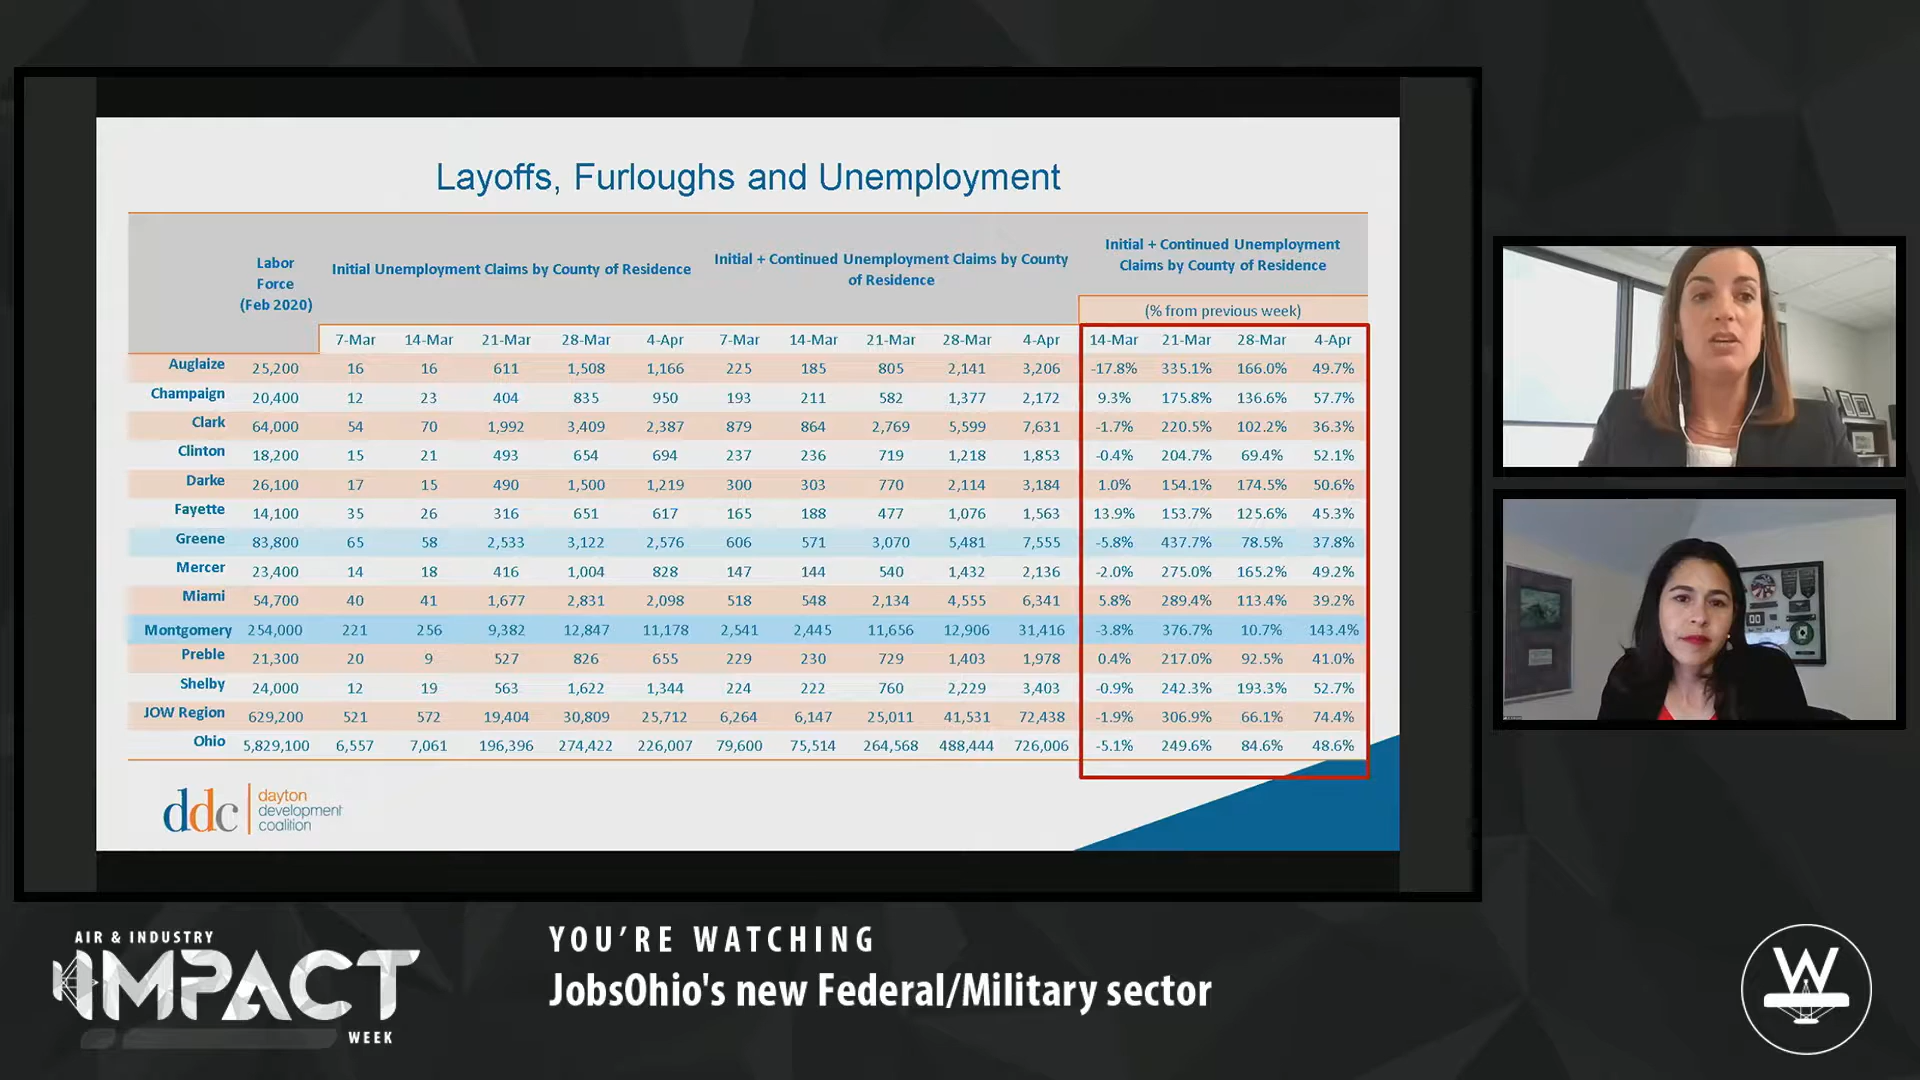 Layoffs, Furloughs and Unemployment
Labor
Force
(Feb 2020)
Initial Unemployment Claims by County of Residence
Initial + Continued Unemployment Claims by County
of Residence
Initial + Continued Unemployment
Claims by County of Residence
(% from previous week)
7-Mar 14-Mar 21-Mar 28-Mar 4-Apr 7-Mar 14-Mar 21-Mar 28-Mar 4-Apr 14-Mar 21-Mar 28-Mar 4-Apr
Auglaize 25,200 16 16 611 1,508 1,166 225 185 805 2,141 3,206 -17.8% 335.1% 166.0% 49.7%
Champaign 20,400 12 23 404 835 950 193 211 582 1,377 2,172 9.3% 175.8% 136.6% 57.7%
Clark 64,000 54 70 1,992 3,409 2,387 879 864 2,769 5,599 7,631 -1.7% 220.5% 102.2% 36.3%
Clinton 18,200 15 21 493 654 694 237 236 719 1,218 1,853 -0.4% 204.7% 69.4% 52.1%
Darke 26,100 17 15 490 1,500 1,219 300 303 770 2,114 3,184 1.0% 154.1% 174.5% 50.6%
Fayette 14,100 35 26 316 651 617 165 188 477 1,076 1,563 13.9% 153.7% 125.6% 45.3%
Greene 83,800 65 58 2,533 3,122 2,576 606 571 3,070 5,481 7,555 -5.8% 437.7% 78.5% 37.8%
Mercer 23,400 14 18 416 1,004 828 147 144 540 1,432 2,136 -2.0% 275.0% 165.2% 49.2%
Miami 54,700 40 41 1,677 2,831 2,098 518 548 2,134 4,555 6,341 5.8% 289.4% 113.4% 39.2%
Montgomery 254,000 221 256 9,382 12,847 11,178 2,541 2,445 11,656 12,906 31,416 -3.8% 376.7% 10.7% 143.4%
Preble 21,300 20 9 527 826 655 229 230 729 1,403 1,978 0.4% 217.0% 92.5% 41.0%
Shelby 24,000 12 19 563 1,622 1,344 224 222 760 2,229 3,403 -0.9% 242.3% 193.3% 52.7%
JOW Region 629,200 521 572 19,404 30,809 25,712 6,264 6,147 25,011 41,531 72,438 -1.9% 306.9% 66.1% 74.4%
Ohio 5,829,100 6,557 7,061 196,396 274,422 226,007 79,600 75,514 264,568 488,444 726,006 -5.1% 249.6% 84.6% 48.6%
ddc
dayton
development
coalition
AIR & INDUSTRY
IMPACT
WEEK
YOU'RE WATCHING
JobsOhio's new Federal/Military sector
W